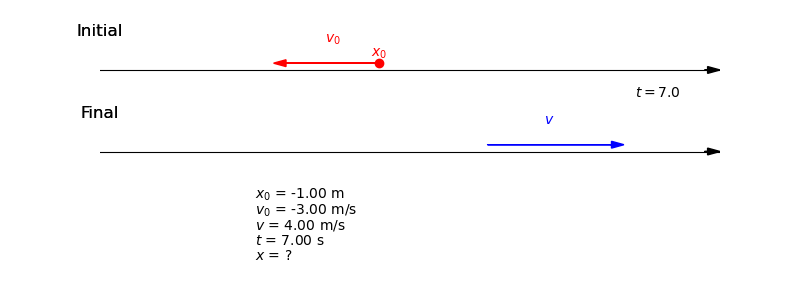 Initial
v₀
x₀
t = 7.0
Final
v
x₀ = -1.00 m
v₀ = -3.00 m/s
v = 4.00 m/s
t = 7.00 s
x = ?